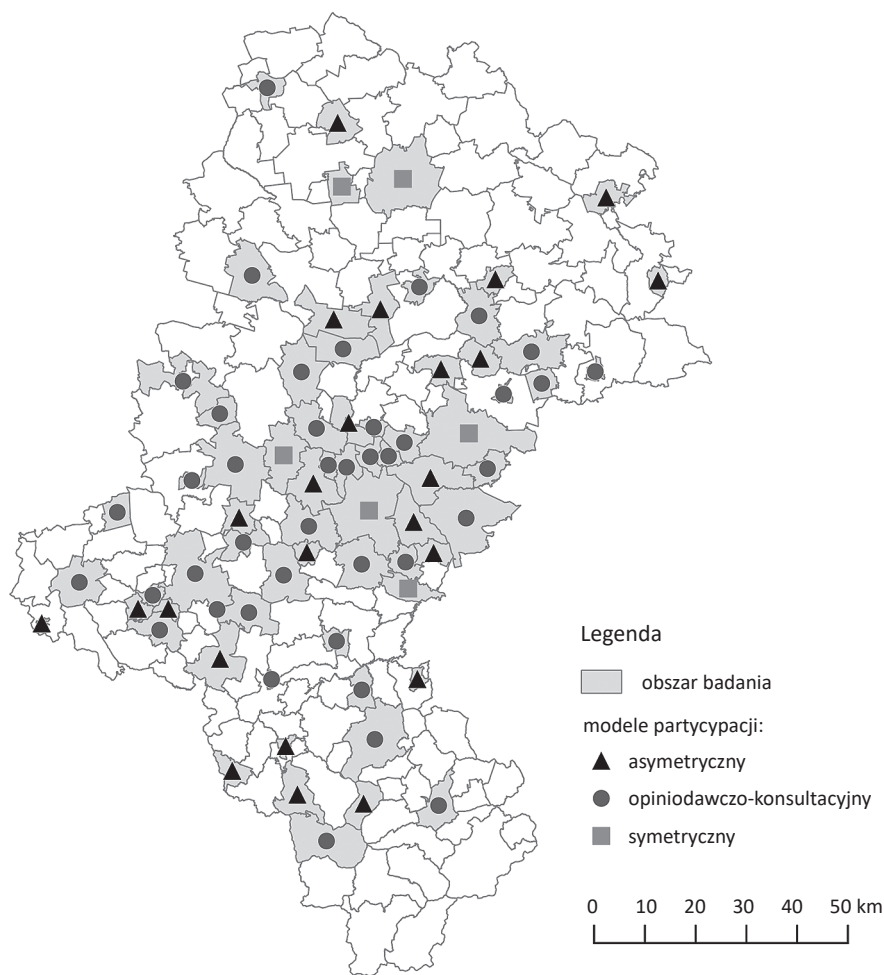 Legenda
obszar badania
modele partycypacji:
asymetryczny
opiniodawczo-konsultacyjny
symetryczny
0 10 20 30 40 50 km